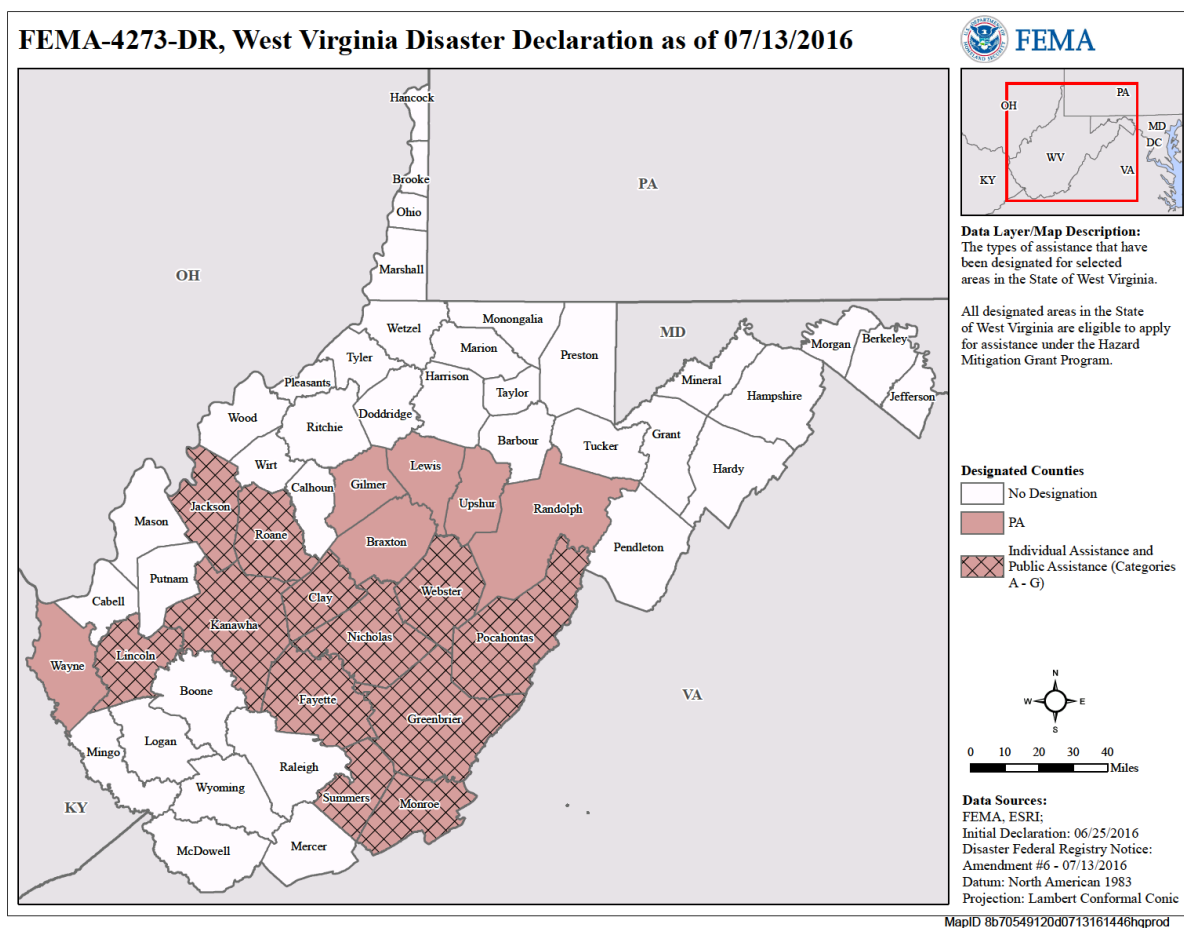 FEMA-4273-DR, West Virginia Disaster Declaration as of 07/13/2016
FEMA
Hancock
Brooke
Ohio
Marshall
PA
OH
MD
Wetzel
Monongalia
Marion
Preston
Tyler
Pleasants
Harrison
Taylor
Doddridge
Wood
Ritchie
Barbour
Tucker
Mineral
Hampshire
Morgan
Berkeley
Jefferson
Grant
Hardy
Wirt
Calhoun
Gilmer
Lewis
Upshur
Randolph
Pendleton
Mason
Jackson
Roane
Braxton
Putnam
Cabell
Clay
Webster
Kanawha
Nicholas
Pocahontas
Wayne
Lincoln
Boone
Fayette
Greenbrier
VA
Mingo
Logan
Raleigh
Wyoming
Summers
Monroe
KY
McDowell
Mercer
OH
PA
MD
DC
WV
VA
KY
Data Layer/Map Description:
The types of assistance that have
been designated for selected
areas in the State of West Virginia.
All designated areas in the State
of West Virginia are eligible to apply
for assistance under the Hazard
Mitigation Grant Program.
Designated Counties
No Designation
PA
Individual Assistance and
Public Assistance (Categories
A - G)
N
W E
S
0 10 20 30 40
Miles
Data Sources:
FEMA, ESRI;
Initial Declaration: 06/25/2016
Disaster Federal Registry Notice:
Amendment #6 - 07/13/2016
Datum: North American 1983
Projection: Lambert Conformal Conic
MapID 8b70549120d0713161446hqprod